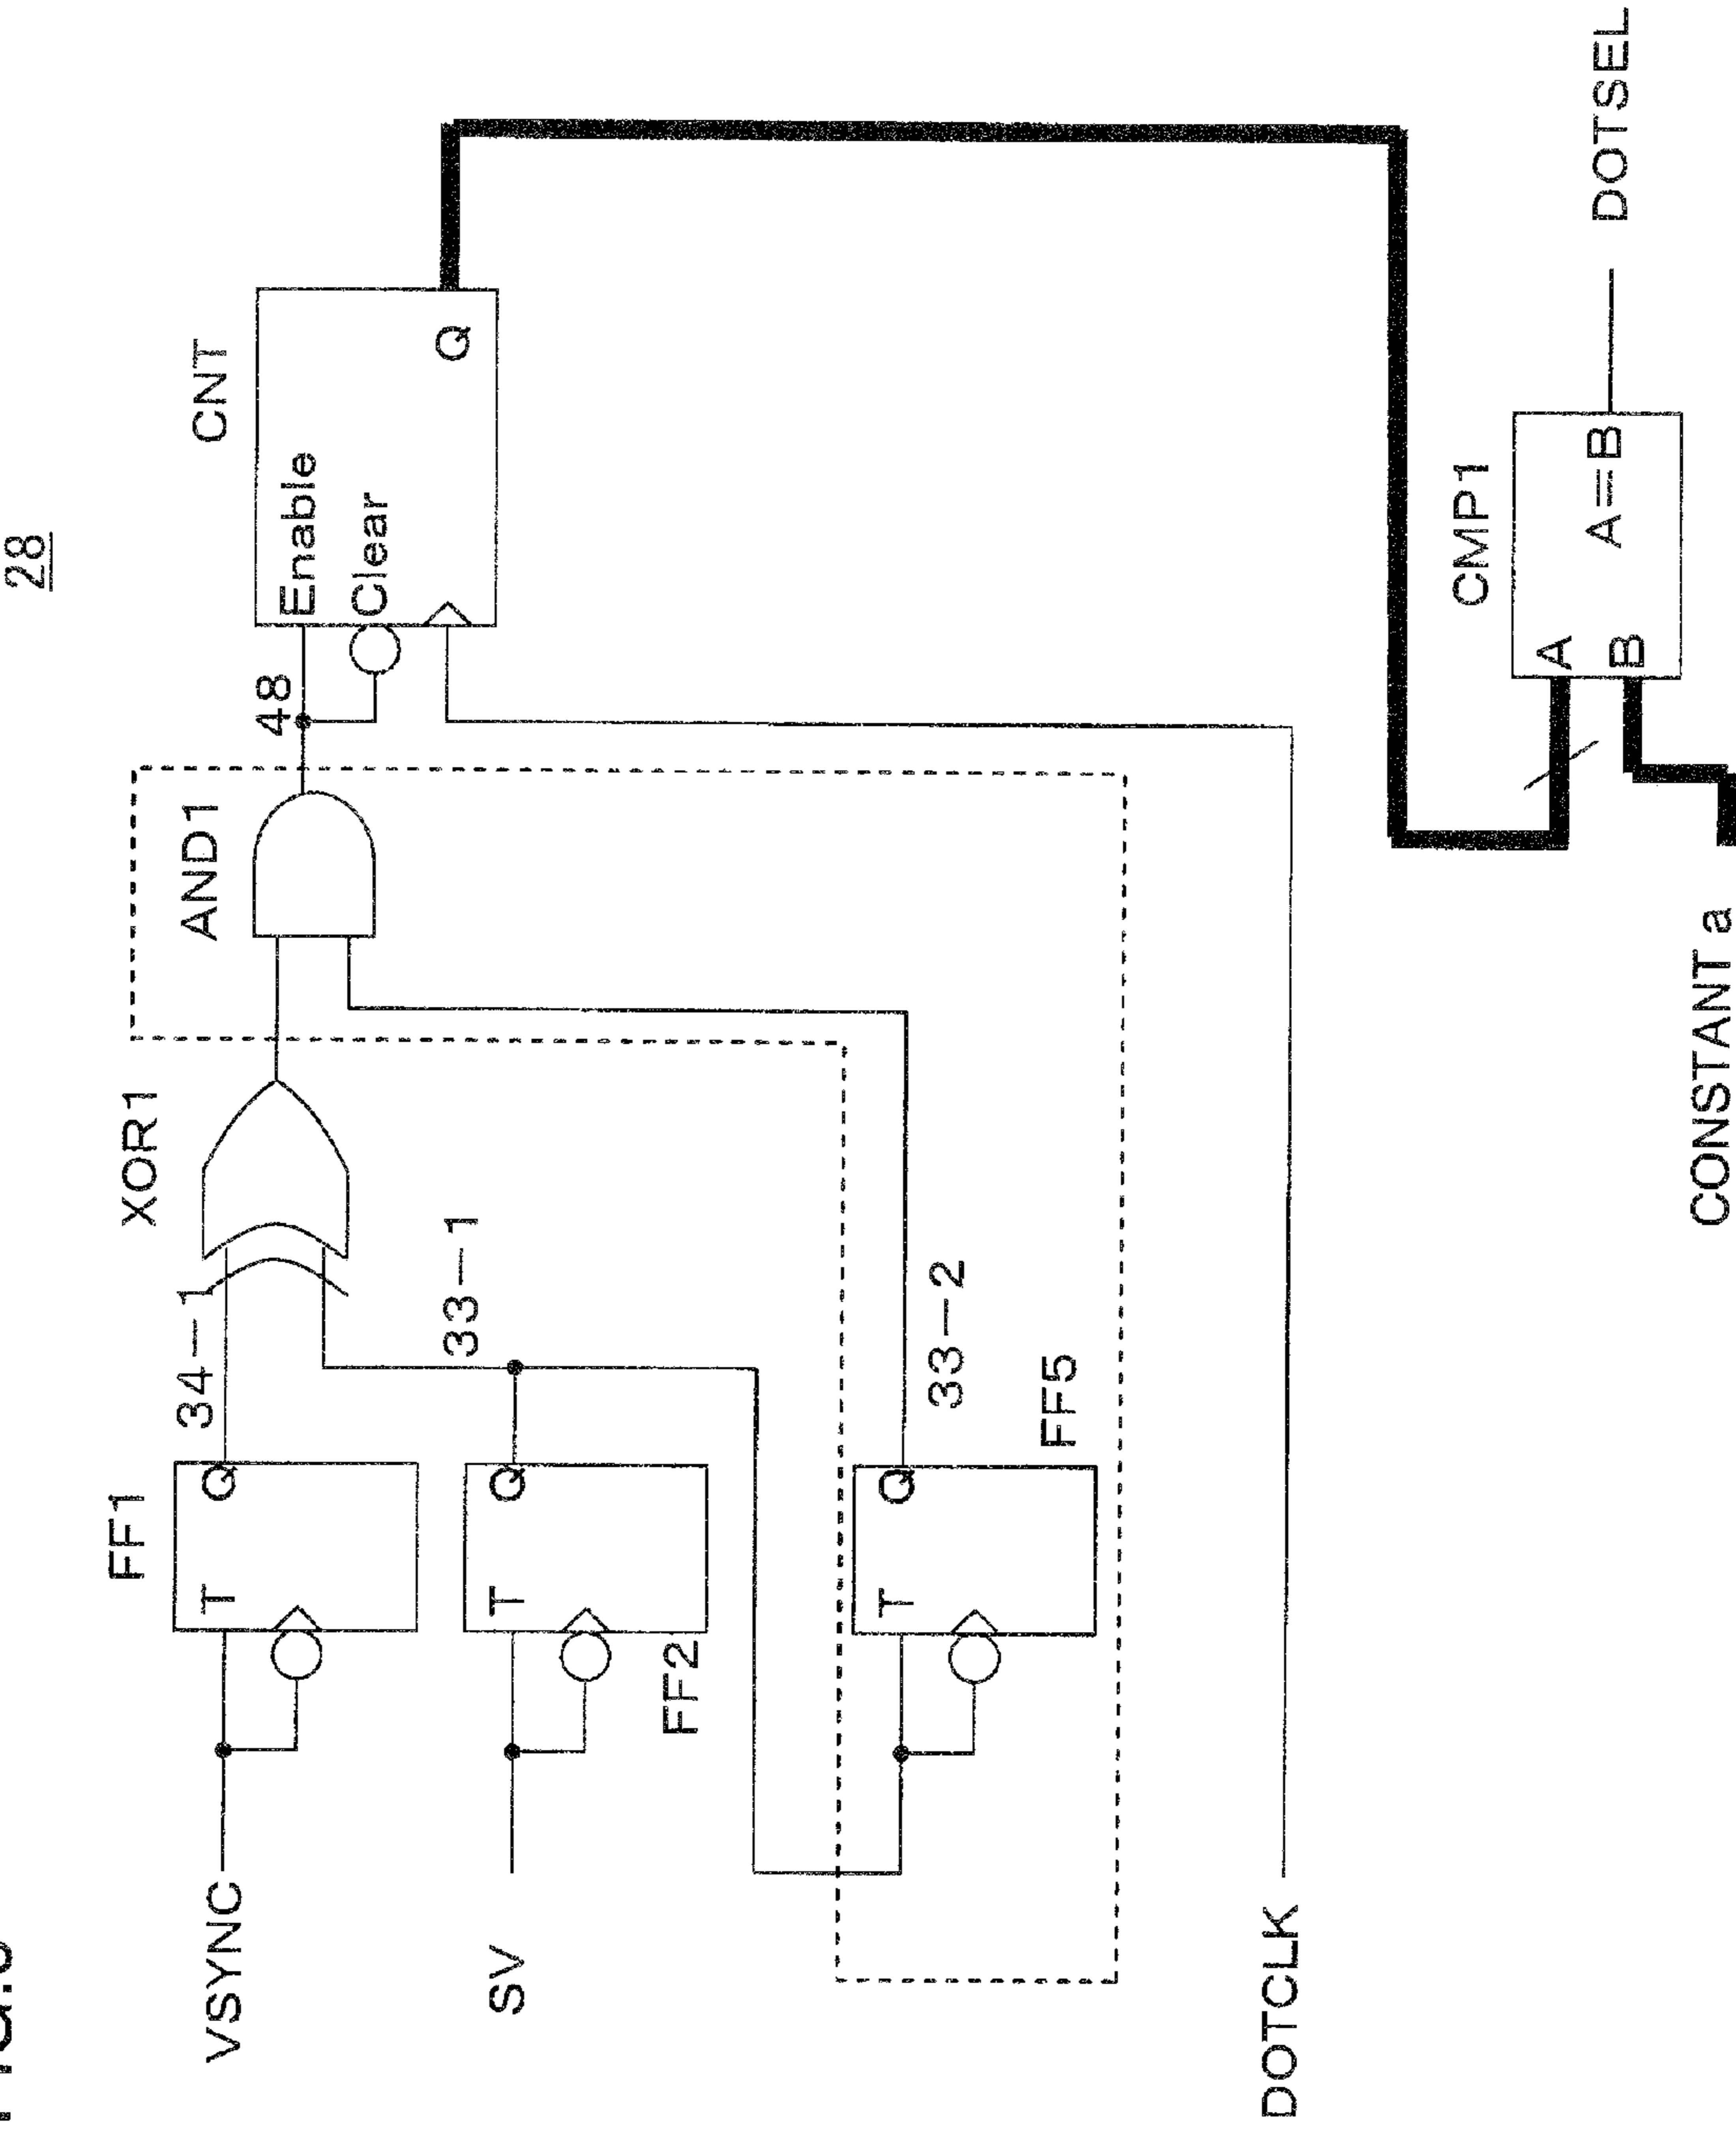 28
VSYNC
T
Q
FF1
34-1
XOR1
AND1
48
Enable
Clear
Q
CNT
SV
T
Q
FF2
33-1
T
Q
FF5
33-2
DOTCLK
CMP1
A
B
A=B
DOTSEL
CONSTANT a